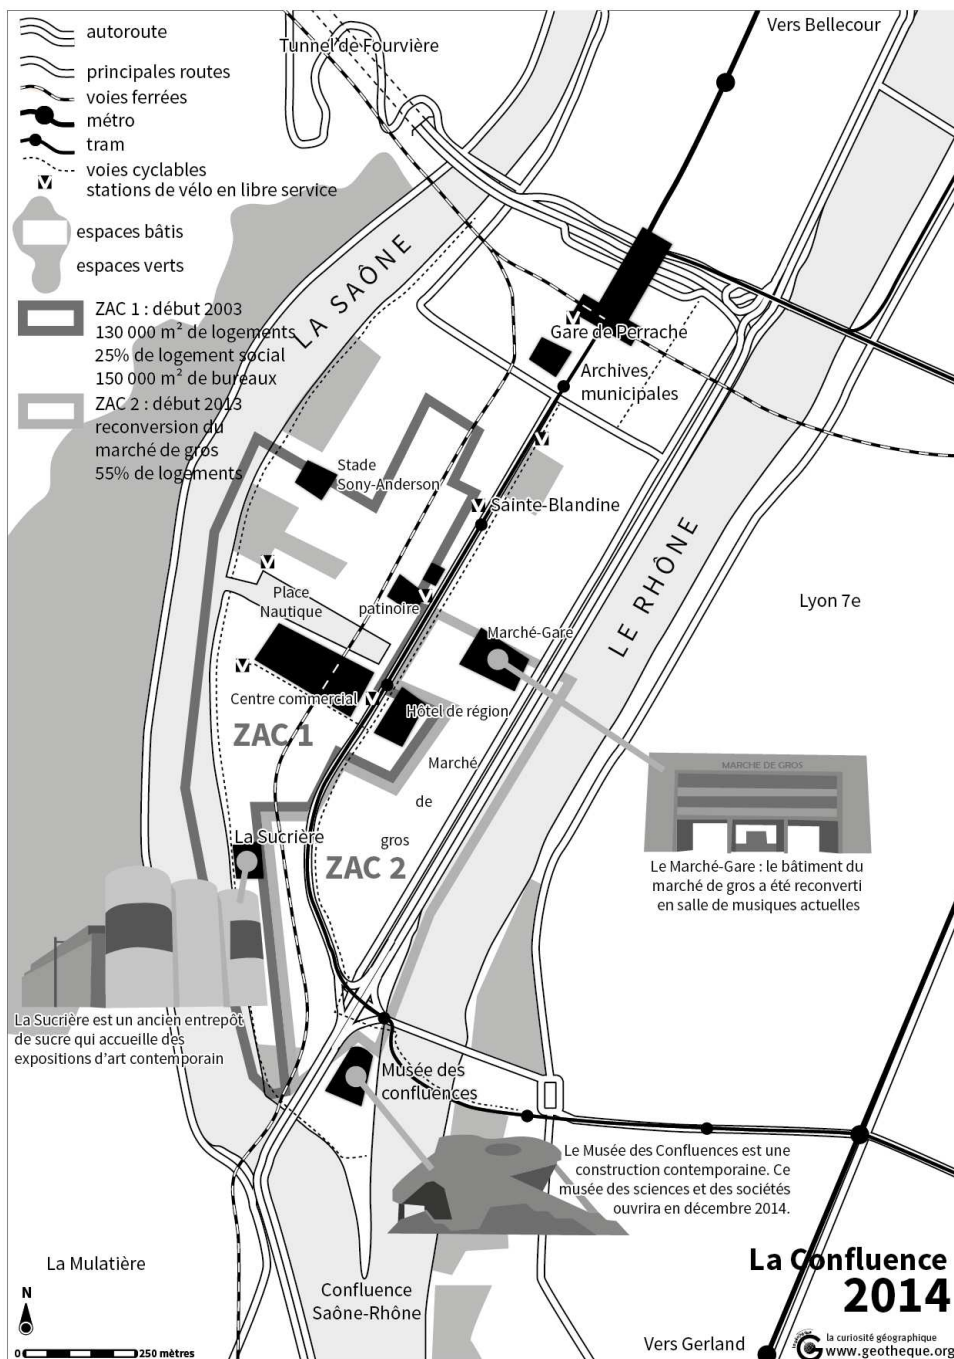 autoroute
principales routes
voies ferrées
métro
tram
voies cyclables
stations de vélo en libre service
espaces bâtis
espaces verts
ZAC 1 : début 2003
130 000 m² de logements
25% de logement social
150 000 m² de bureaux
ZAC 2 : début 2013
reconversion du
marché de gros
55% de logements
Tunnel de Fourvière
Vers Bellecour
LA SAÔNE
Gare de Perrache
Archives
municipales
Stade
Sony-Anderson
Sainte-Blandine
LE RHÔNE
Place
Nautique
patinoire
Lyon 7e
Marché-Gare
Centre commercial
Hôtel de région
ZAC 1
Marché
de
gros
MARCHE DE GROS
La Sucrière
ZAC 2
Le Marché-Gare : le bâtiment du
marché de gros a été reconverti
en salle de musiques actuelles
La Sucrière est un ancien entrepôt
de sucre qui accueille des
expositions d'art contemporain
Musée des
confluences
Le Musée des Confluences est une
construction contemporaine. Ce
musée des sciences et des sociétés
ouvrira en décembre 2014.
La Mulatière
Confluence
Saône-Rhône
La Confluence
2014
N
0 250 mètres
Vers Gerland
la curiosité géographique
www.geotheque.org